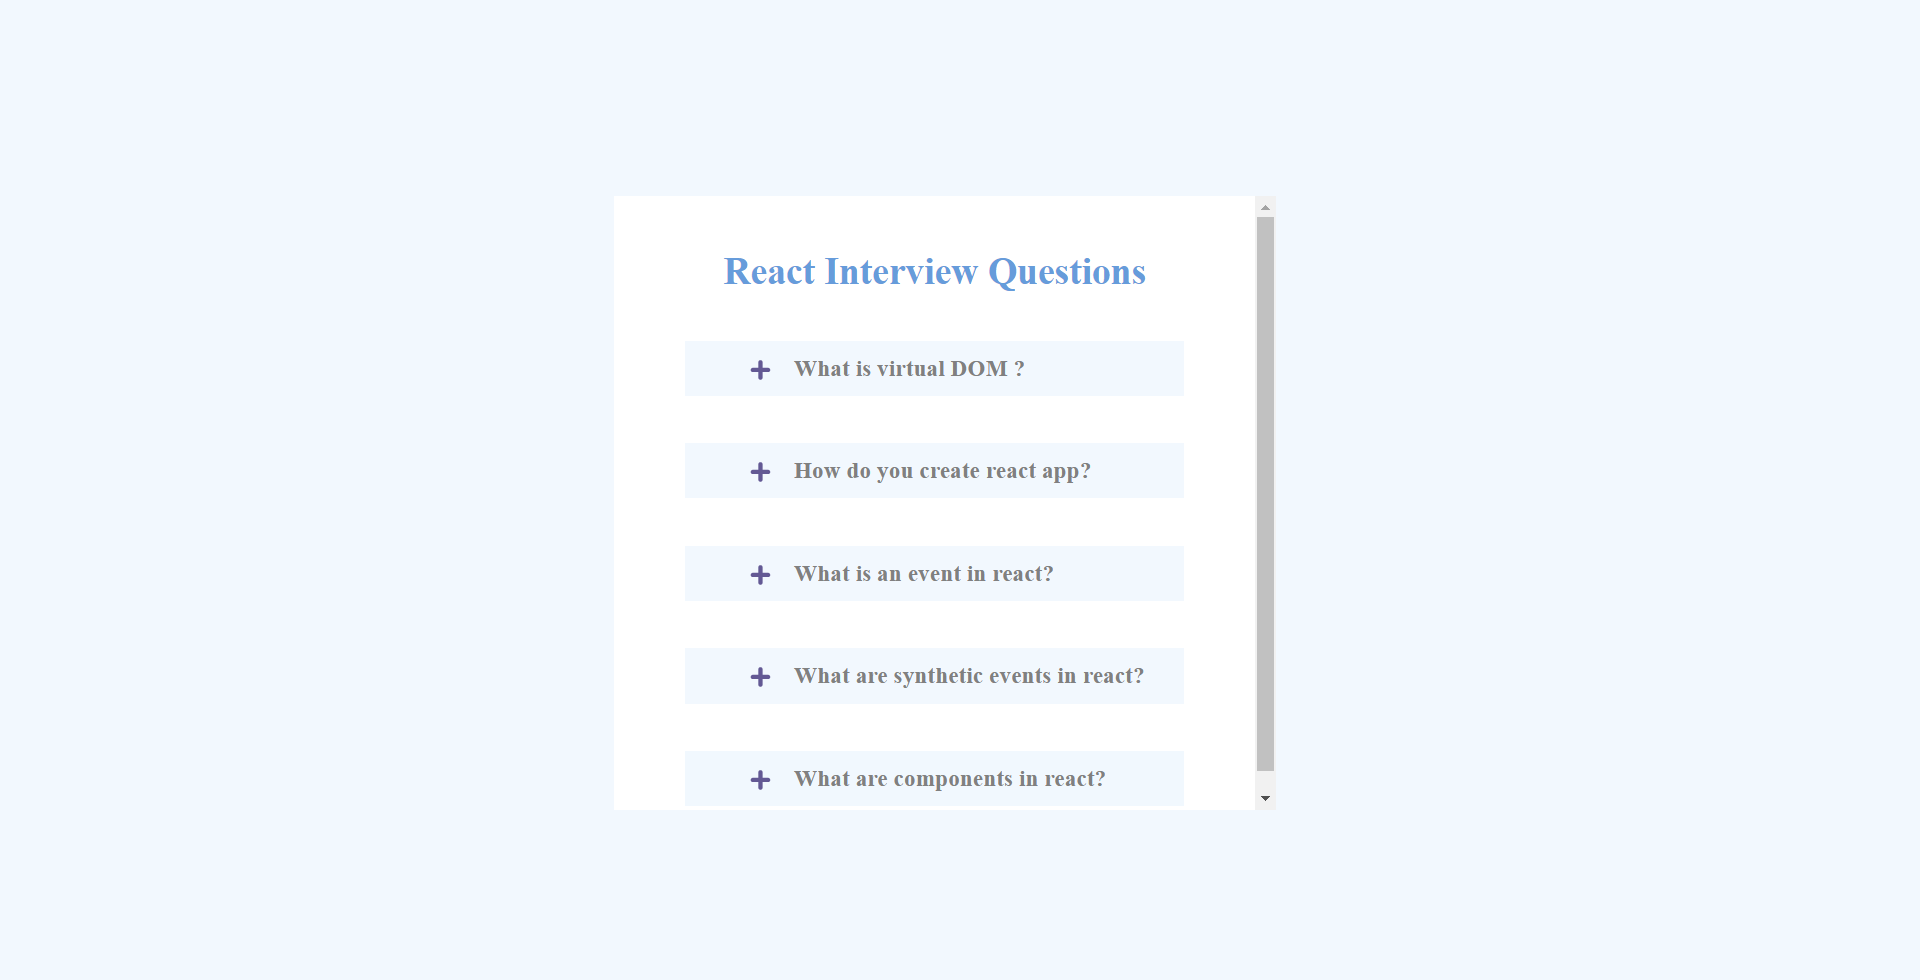 React Interview Questions
What is virtual DOM ?
How do you create react app?
What is an event in react?
What are synthetic events in react?
What are components in react?